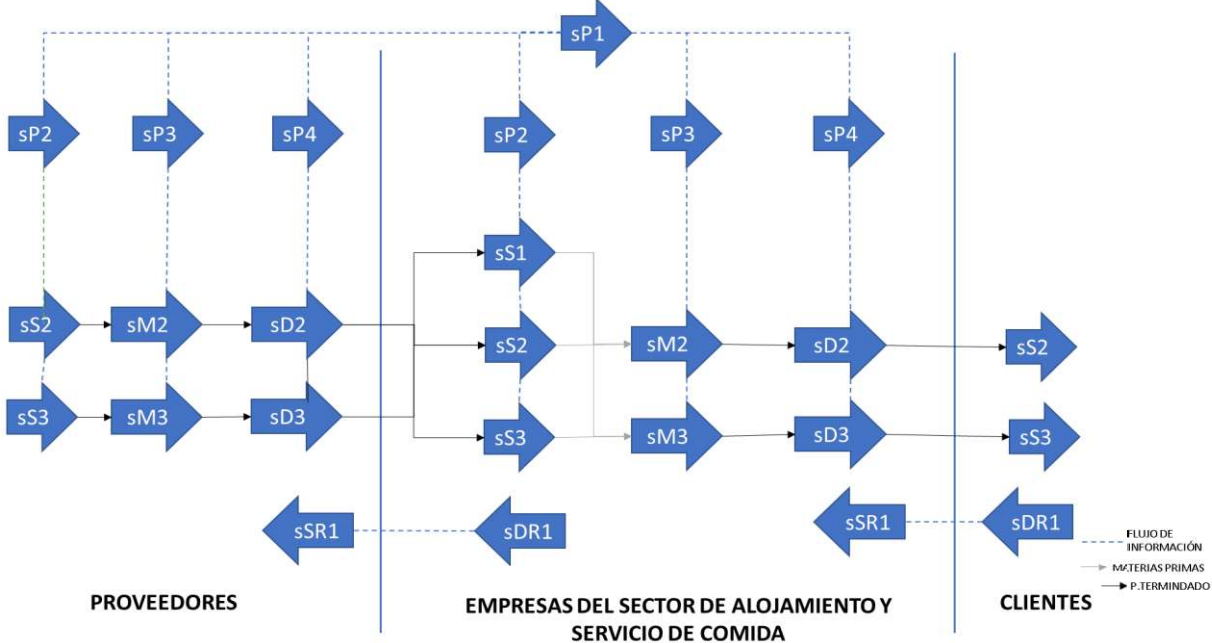 sP1
sP2
sP3
sP4
sP2
sP3
sP4
sS1
sS2
sM2
sD2
sS2
sM2
sD2
sS2
sS3
sM3
sD3
sS3
sM3
sD3
sS3
sSR1
sDR1
sSR1
sDR1
FLUJO DE
INFORMACIÓN
MATERIAS PRIMAS
P.TERMINDADO
PROVEEDORES
EMPRESAS DEL SECTOR DE ALOJAMIENTO Y
SERVICIO DE COMIDA
CLIENTES